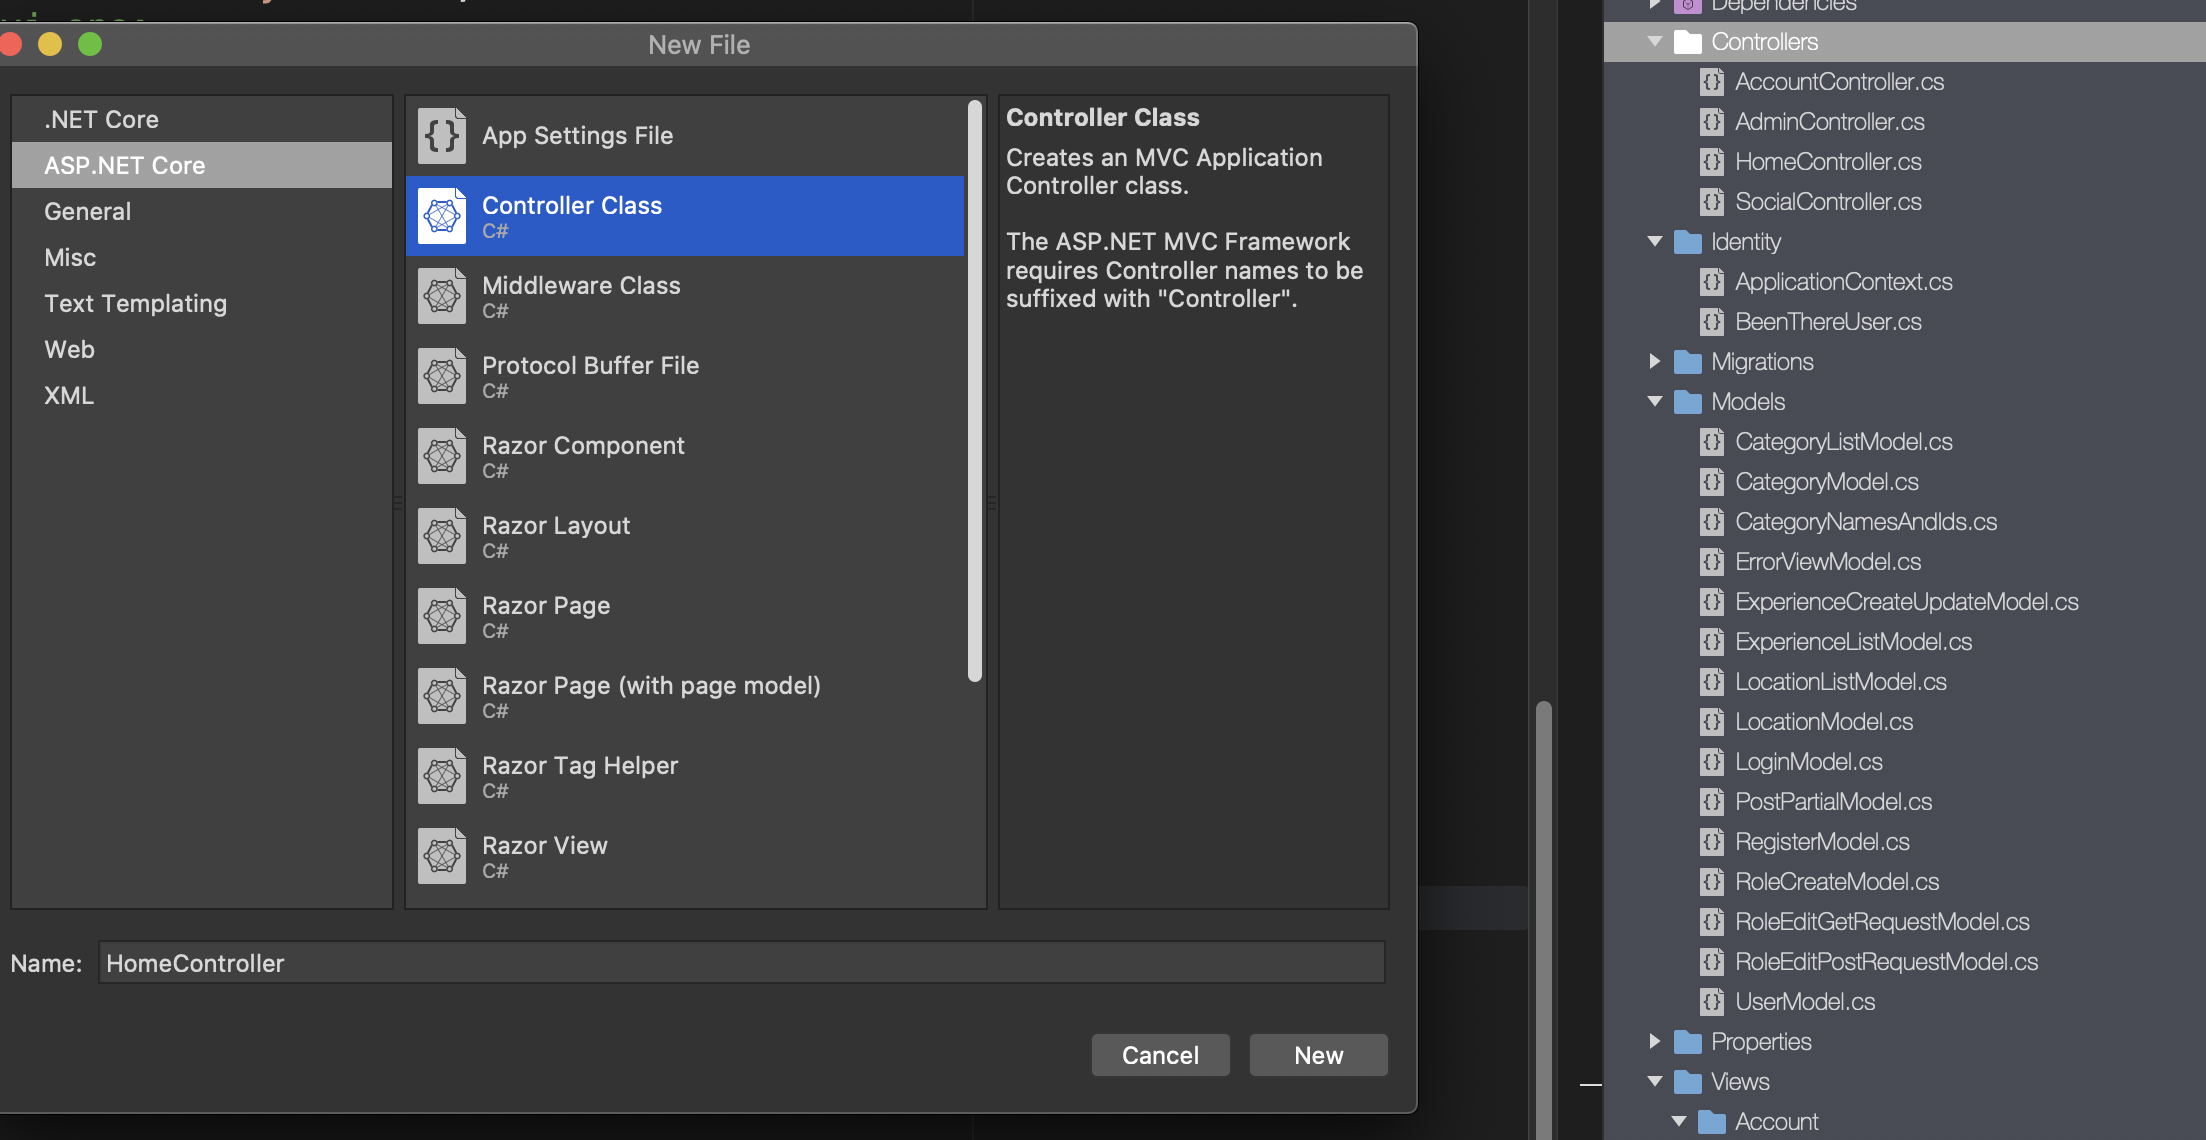 New File
.NET Core
ASP.NET Core
General
Misc
Text Templating
Web
XML
App Settings File
Controller Class
C#
Middleware Class
C#
Protocol Buffer File
C#
Razor Component
C#
Razor Layout
C#
Razor Page
C#
Razor Page (with page model)
C#
Razor Tag Helper
C#
Razor View
C#
Controller Class
Creates an MVC Application
Controller class.
The ASP.NET MVC Framework
requires Controller names to be
suffixed with "Controller".
Name: HomeController
Cancel
New
Dependencies
Controllers
AccountController.cs
AdminController.cs
HomeController.cs
SocialController.cs
Identity
ApplicationContext.cs
BeenThereUser.cs
Migrations
Models
CategoryListModel.cs
CategoryModel.cs
CategoryNamesAndIds.cs
ErrorViewModel.cs
ExperienceCreateUpdateModel.cs
ExperienceListModel.cs
LocationListModel.cs
LocationModel.cs
LoginModel.cs
PostPartialModel.cs
RegisterModel.cs
RoleCreateModel.cs
RoleEditGetRequestModel.cs
RoleEditPostRequestModel.cs
UserModel.cs
Properties
Views
Account